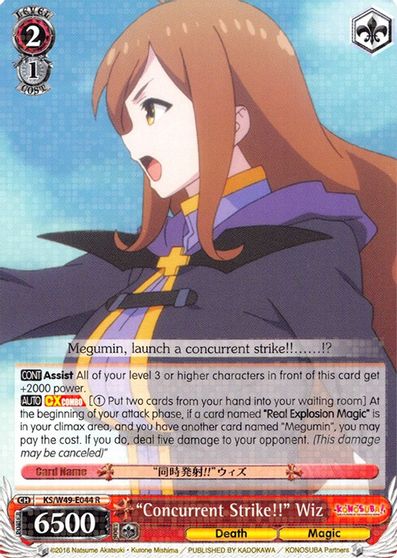 LEVEL
2
1
COST
Megumin, launch a concurrent strike!!……!?
CONT Assist All of your level 3 or higher characters in front of this card get
+2000 power.
AUTO CX COMBO [① Put two cards from your hand into your waiting room] At
the beginning of your attack phase, if a card named "Real Explosion Magic" is
in your climax area, and you have another card named "Megumin", you may
pay the cost. If you do, deal five damage to your opponent. (This damage
may be cancelled)"
Card Name "同時発射!!"ウィズ
CH KS/W49-E044 R
POWER 6500 "Concurrent Strike!!" Wiz
Death Magic
©2016 Natsume Akatsuki・Kurone Mishima / PUBLISHED BY KADOKAWA / KONOSUBA Partners